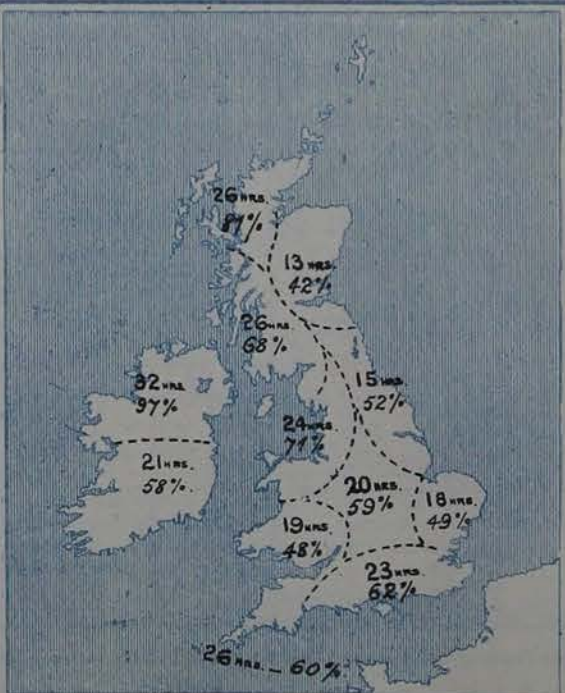 26 HRS.
81%
13 HRS.
42%
26 HRS.
68%
32 HRS.
97%
15 HRS.
52%
24 HRS.
71%
21 HRS.
58%
20 HRS.
59%
18 HRS.
49%
19 HRS.
48%
23 HRS.
62%
26 HRS. - 60%